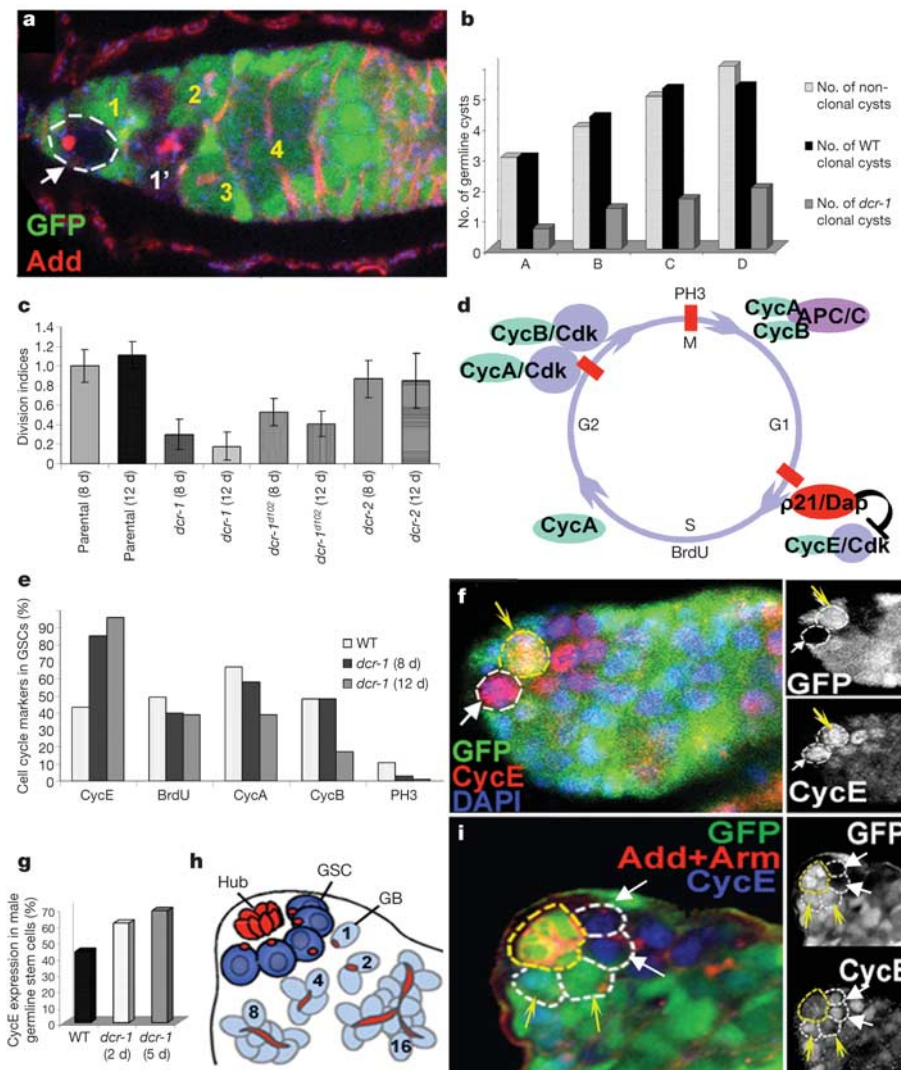 a
1
2
4
1'
3
GFP
Add
b
No. of germline cysts
5
4
3
2
1
0
A
B
C
D
No. of non-
clonal cysts
No. of WT
clonal cysts
No. of dcr-1
clonal cysts
c
Division indices
1.4
1.2
1.0
0.8
0.6
0.4
0.2
0
Parental (8 d)
Parental (12 d)
dcr-1 (8 d)
dcr-1 (12 d)
dcr-1d102 (8 d)
dcr-1d102 (12 d)
dcr-2 (8 d)
dcr-2 (12 d)
d
PH3
M
CycA
CycB
APC/C
CycB/Cdk
CycA/Cdk
G2
G1
p21/Dap
CycE/Cdk
CycA
S
BrdU
e
Cell cycle markers in GSCs (%)
90
80
70
60
50
40
30
20
10
0
CycE
BrdU
CycA
CycB
PH3
WT
dcr-1 (8 d)
dcr-1 (12 d)
f
GFP
CycE
DAPI
GFP
CycE
g
CycE expression in male
germline stem cells (%)
70
60
50
40
30
20
10
0
WT
dcr-1
(2 d)
dcr-1
(5 d)
h
Hub
GSC
GB
1
2
4
8
16
i
GFP
Add+Arm
CycE
GFP
CycE